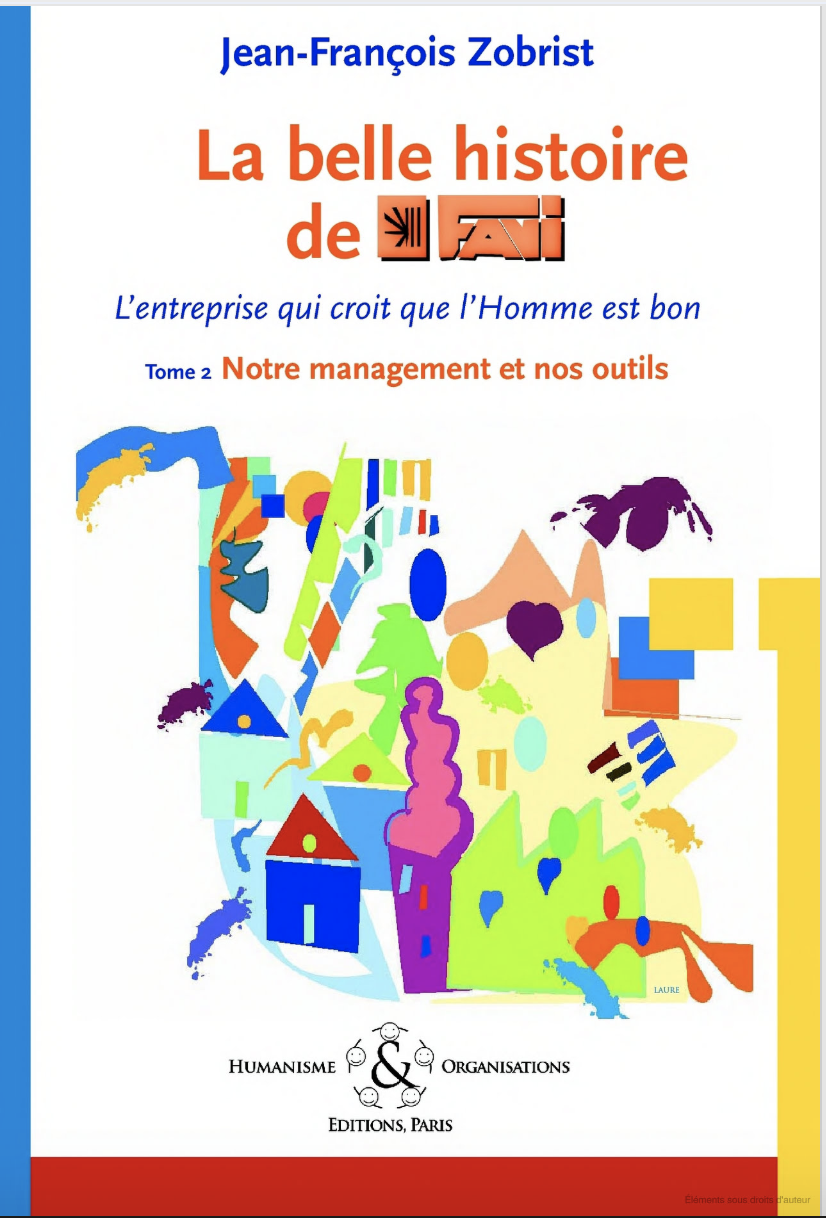 Jean-François Zobrist
La belle histoire
de FAVI
L'entreprise qui croit que l'Homme est bon
Tome 2 Notre management et nos outils
LAURE
HUMANISME & ORGANISATIONS
EDITIONS, PARIS
Éléments sous droits d'auteur